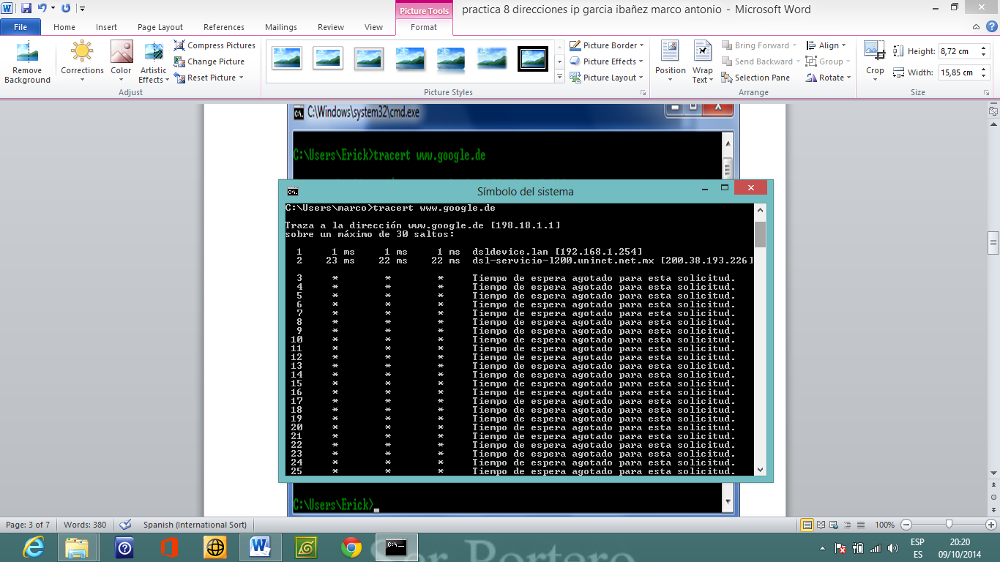 practica 8 direcciones ip garcia ibañez marco antonio - Microsoft Word
Picture Tools
File Home Insert Page Layout References Mailings Review View Format
Remove Background
Corrections
Color
Artistic Effects
Compress Pictures
Change Picture
Reset Picture
Adjust
Picture Styles
Picture Border
Picture Effects
Picture Layout
Position
Wrap Text
Bring Forward
Send Backward
Selection Pane
Align
Group
Rotate
Arrange
Crop
Height: 8,72 cm
Width: 15,85 cm
Size
C:\Windows\system32\cmd.exe
C:\Users\Erick>tracert www.google.de
Símbolo del sistema
C:\Users\marco>tracert www.google.de
Traza a la dirección www.google.de [198.18.1.1]
sobre un máximo de 30 saltos:
1 1 ms 1 ms 1 ms dsldevice.lan [192.168.1.254]
2 23 ms 22 ms 22 ms dsl-servicio-l200.uninet.net.mx [200.38.193.226]
3 * * * Tiempo de espera agotado para esta solicitud.
4 * * * Tiempo de espera agotado para esta solicitud.
5 * * * Tiempo de espera agotado para esta solicitud.
6 * * * Tiempo de espera agotado para esta solicitud.
7 * * * Tiempo de espera agotado para esta solicitud.
8 * * * Tiempo de espera agotado para esta solicitud.
9 * * * Tiempo de espera agotado para esta solicitud.
10 * * * Tiempo de espera agotado para esta solicitud.
11 * * * Tiempo de espera agotado para esta solicitud.
12 * * * Tiempo de espera agotado para esta solicitud.
13 * * * Tiempo de espera agotado para esta solicitud.
14 * * * Tiempo de espera agotado para esta solicitud.
15 * * * Tiempo de espera agotado para esta solicitud.
16 * * * Tiempo de espera agotado para esta solicitud.
17 * * * Tiempo de espera agotado para esta solicitud.
18 * * * Tiempo de espera agotado para esta solicitud.
19 * * * Tiempo de espera agotado para esta solicitud.
20 * * * Tiempo de espera agotado para esta solicitud.
21 * * * Tiempo de espera agotado para esta solicitud.
22 * * * Tiempo de espera agotado para esta solicitud.
23 * * * Tiempo de espera agotado para esta solicitud.
24 * * * Tiempo de espera agotado para esta solicitud.
25 * * * Tiempo de espera agotado para esta solicitud.
C:\Users\Erick>
Page: 3 of 7 Words: 380 Spanish (International Sort) 100%
Ser Portero
ESP
ES
20:20
09/10/2014